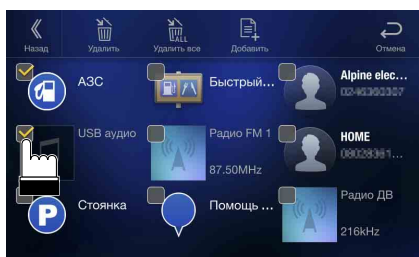 Назад
Удалить
ALL
Удалить все
Добавить
Отмена
АЗС
Быстрый...
Alpine elec...
USB аудио
Радио FM 1
87.50MHz
HOME
P
Стоянка
Помощь ...
Радио ДВ
216kHz